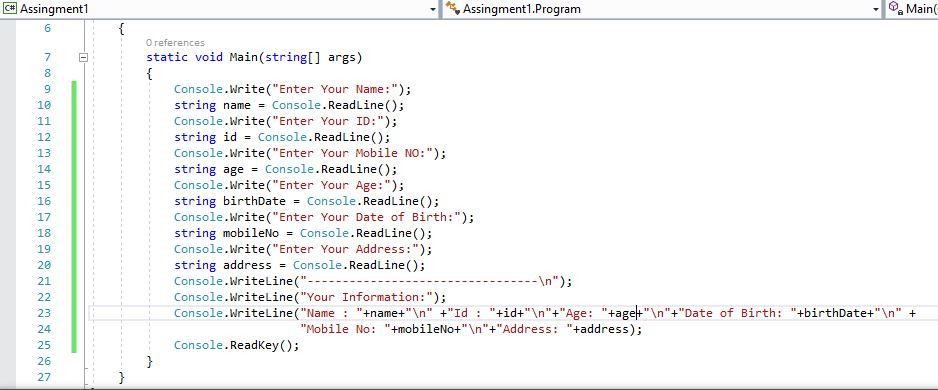 C# Assingment1 Assingment1.Program Main(
6 {
0 references
7 static void Main(string[] args)
8 {
9 Console.Write("Enter Your Name:");
10 string name = Console.ReadLine();
11 Console.Write("Enter Your ID:");
12 string id = Console.ReadLine();
13 Console.Write("Enter Your Mobile NO:");
14 string age = Console.ReadLine();
15 Console.Write("Enter Your Age:");
16 string birthDate = Console.ReadLine();
17 Console.Write("Enter Your Date of Birth:");
18 string mobileNo = Console.ReadLine();
19 Console.Write("Enter Your Address:");
20 string address = Console.ReadLine();
21 Console.WriteLine("---------------------------------\n");
22 Console.WriteLine("Your Information:");
23 Console.WriteLine("Name : "+name+"\n" +"Id : "+id+"\n"+"Age: "+age+"\n"+"Date of Birth: "+birthDate+"\n" +
24 "Mobile No: "+mobileNo+"\n"+"Address: "+address);
25 Console.ReadKey();
26 }
27 }